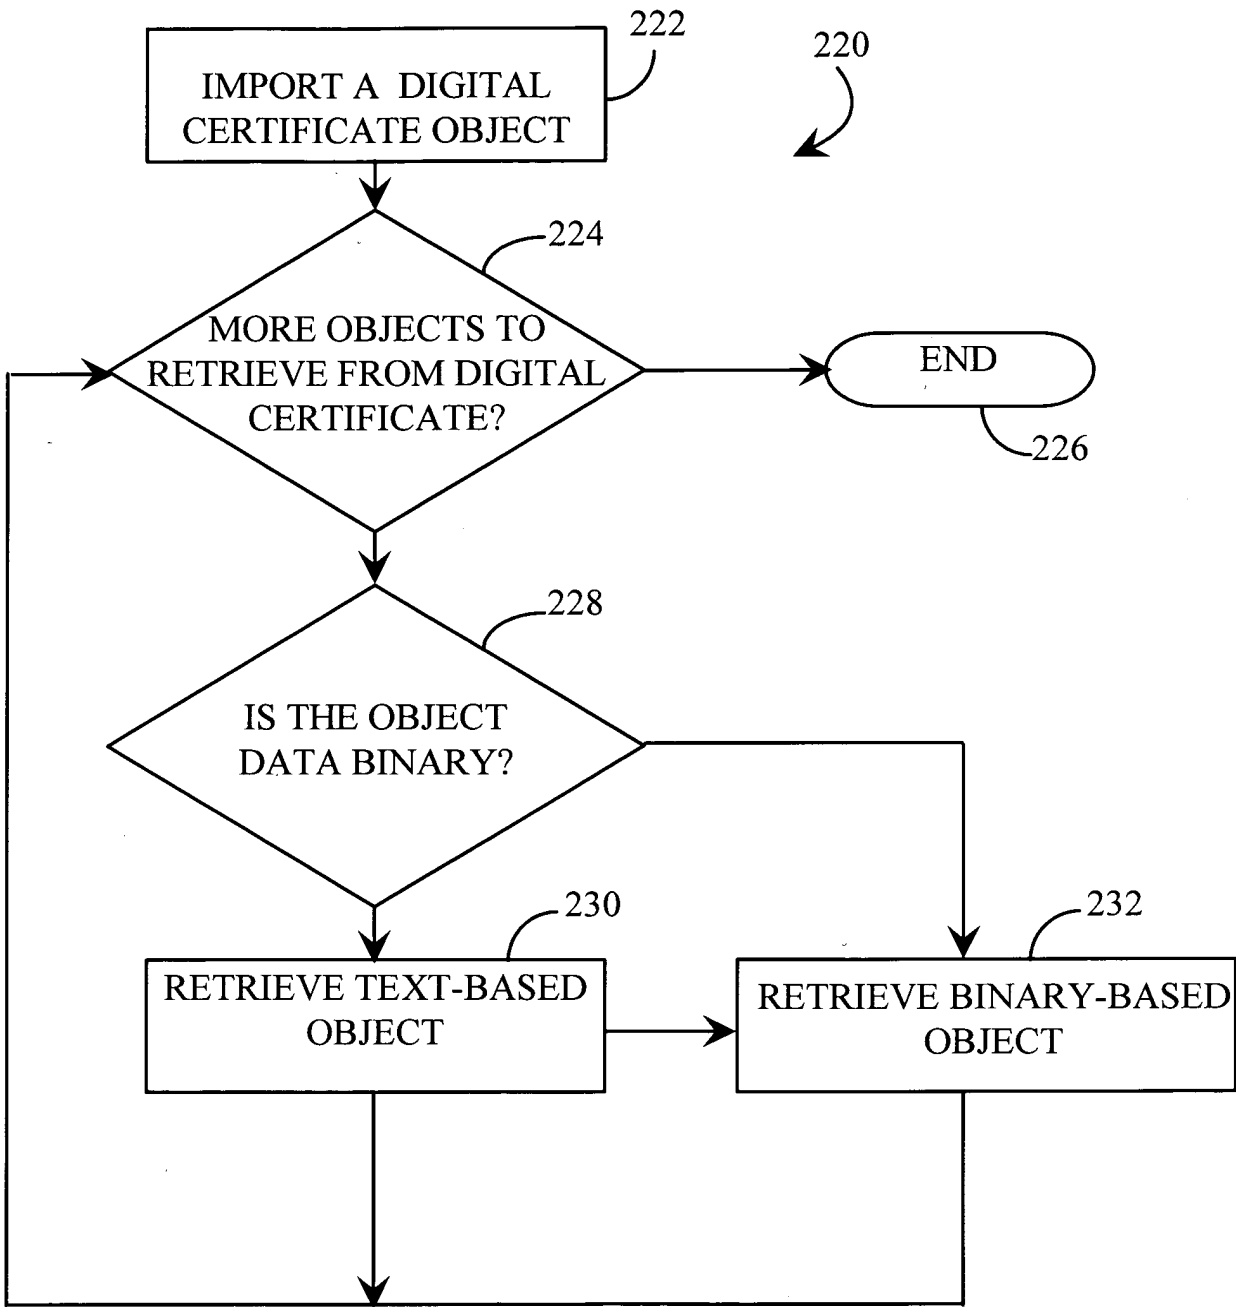 222
220
IMPORT A DIGITAL
CERTIFICATE OBJECT
224
MORE OBJECTS TO
RETRIEVE FROM DIGITAL
CERTIFICATE?
END
226
228
IS THE OBJECT
DATA BINARY?
230
232
RETRIEVE TEXT-BASED
OBJECT
RETRIEVE BINARY-BASED
OBJECT